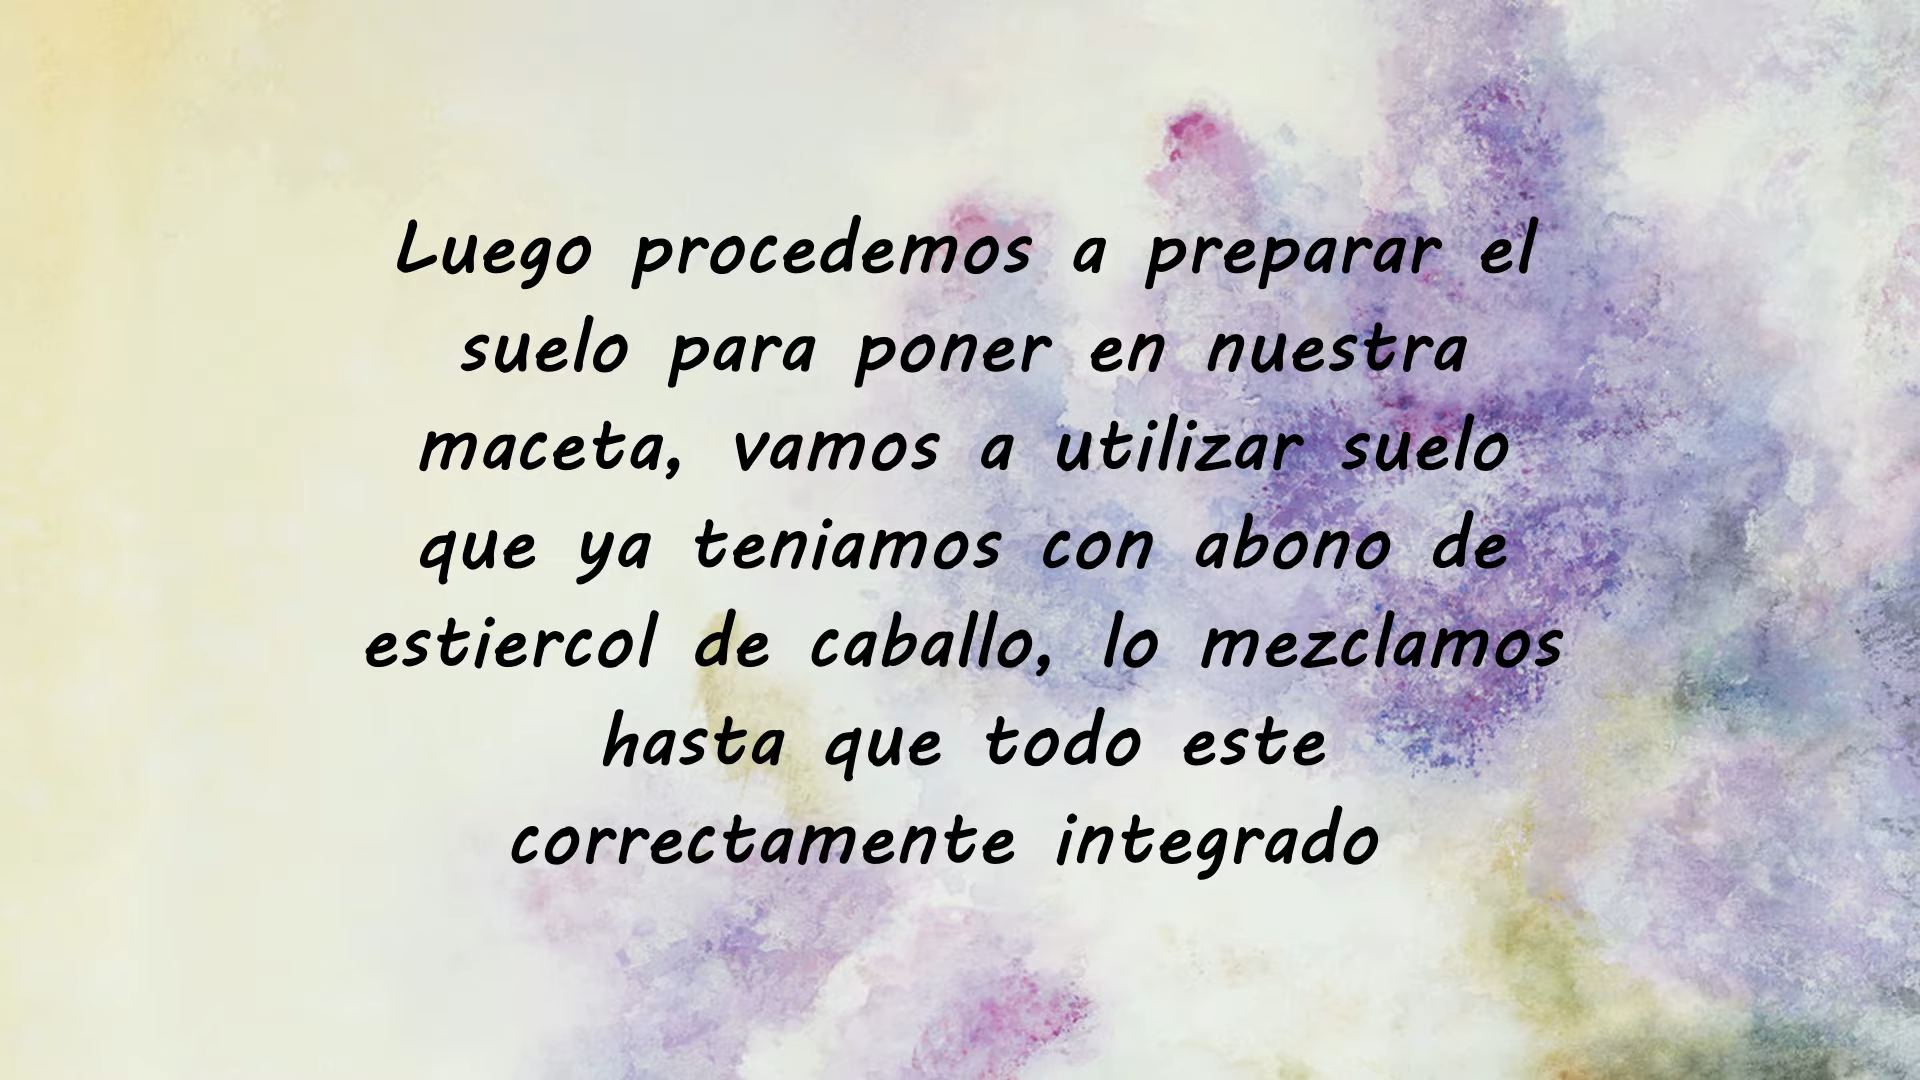 Luego procedemos a preparar el
suelo para poner en nuestra
maceta, vamos a utilizar suelo
que ya teniamos con abono de
estiercol de caballo, lo mezclamos
hasta que todo este
correctamente integrado